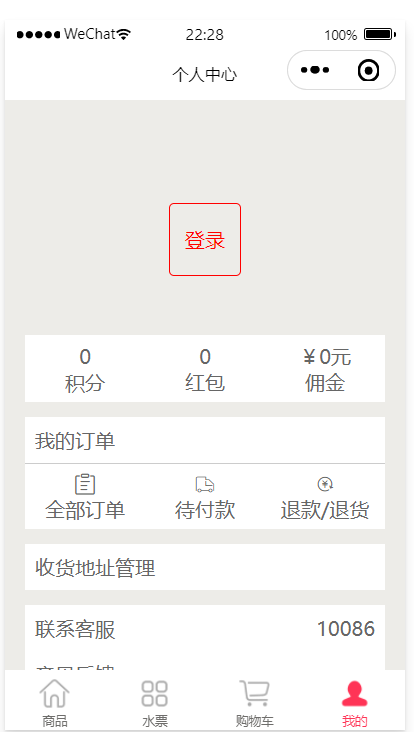 WeChat 22:28 100%
个人中心
登录
0 0 ¥0元
积分 红包 佣金
我的订单
全部订单 待付款 退款/退货
收货地址管理
联系客服 10086
商品 水票 购物车 我的